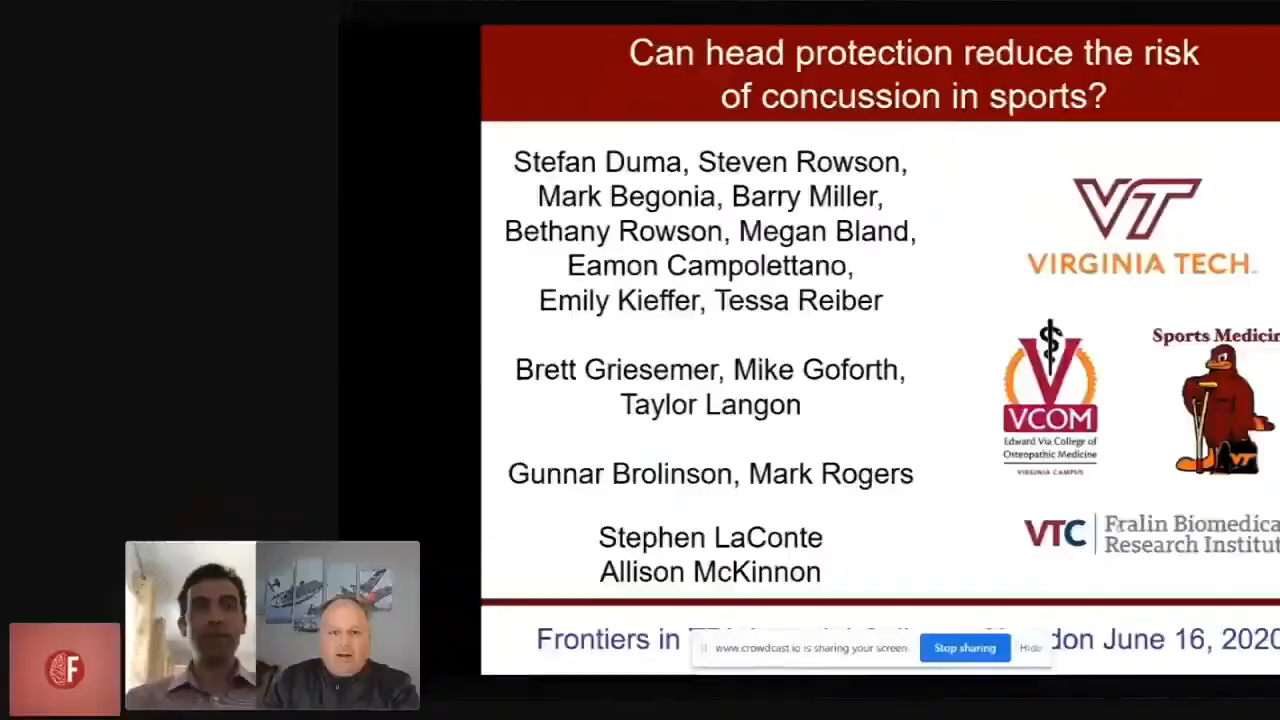 Can head protection reduce the risk
of concussion in sports?
Stefan Duma, Steven Rowson,
Mark Begonia, Barry Miller,
Bethany Rowson, Megan Bland,
Eamon Campolettano,
Emily Kieffer, Tessa Reiber
Brett Griesemer, Mike Goforth,
Taylor Langon
Gunnar Brolinson, Mark Rogers
Stephen LaConte
Allison McKinnon
VT
VIRGINIA TECH
V
VCOM
Edward Via College of
Osteopathic Medicine
VIRGINIA CAMPUS
Sports Medicin
VT
VTC
Fralin Biomedica
Research Institut
Frontiers in
don June 16, 2020
www.crowdcast.io is sharing your screen.
Stop sharing
Hide
F